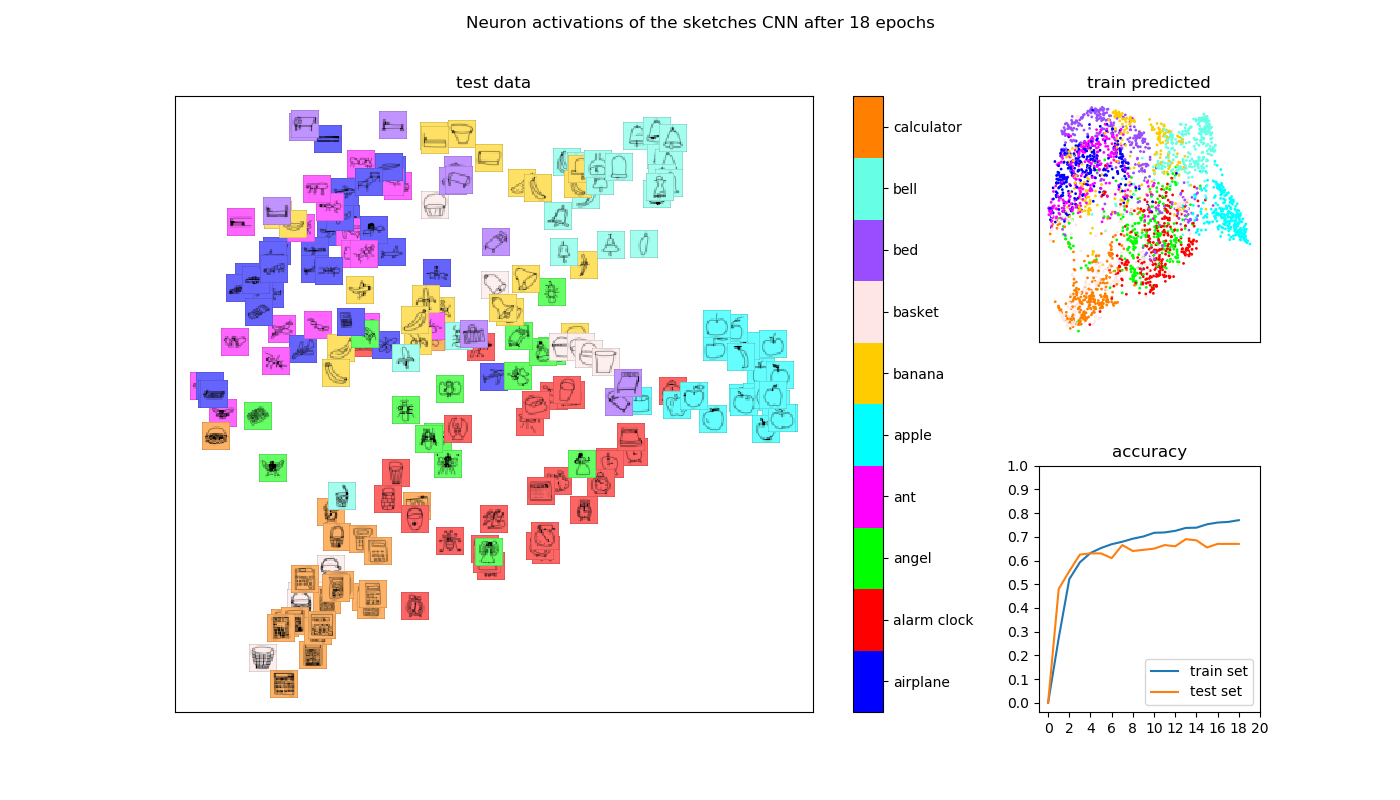 Neuron activations of the sketches CNN after 18 epochs
test data
calculator
bell
bed
basket
banana
apple
ant
angel
alarm clock
airplane
train predicted
accuracy
1.0
0.9
0.8
0.7
0.6
0.5
0.4
0.3
0.2
0.1
0.0
train set
test set
0 2 4 6 8 10 12 14 16 18 20